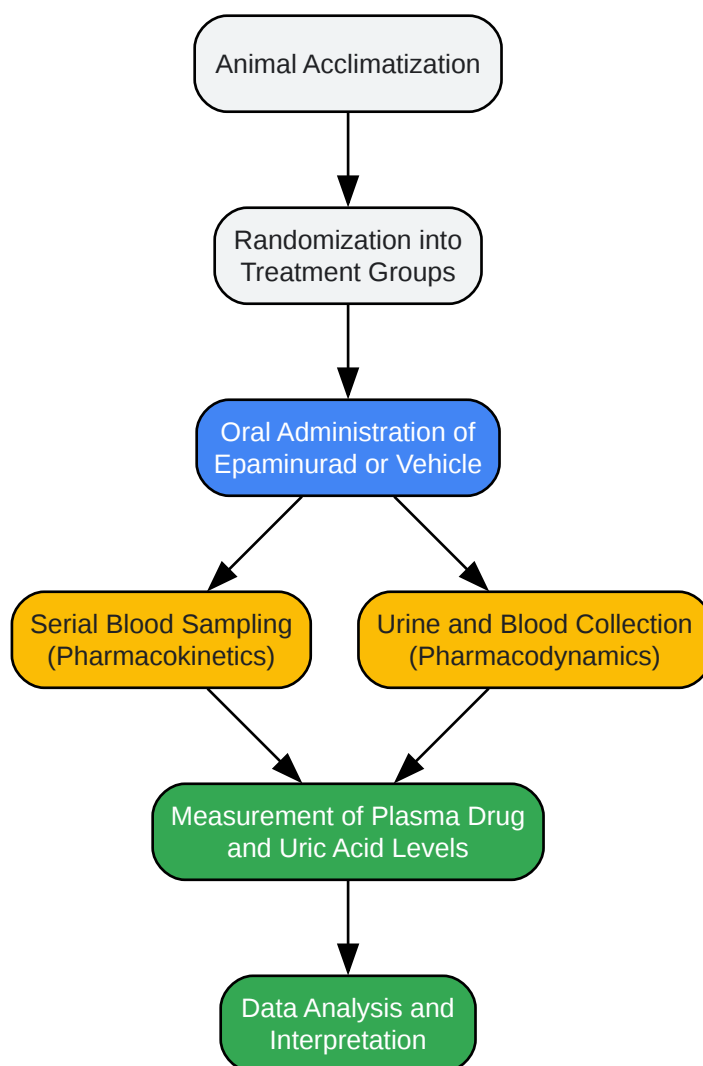 Animal Acclimatization
Randomization into
Treatment Groups
Oral Administration of
Epaminurad or Vehicle
Serial Blood Sampling
(Pharmacokinetics)
Urine and Blood Collection
(Pharmacodynamics)
Measurement of Plasma Drug
and Uric Acid Levels
Data Analysis and
Interpretation